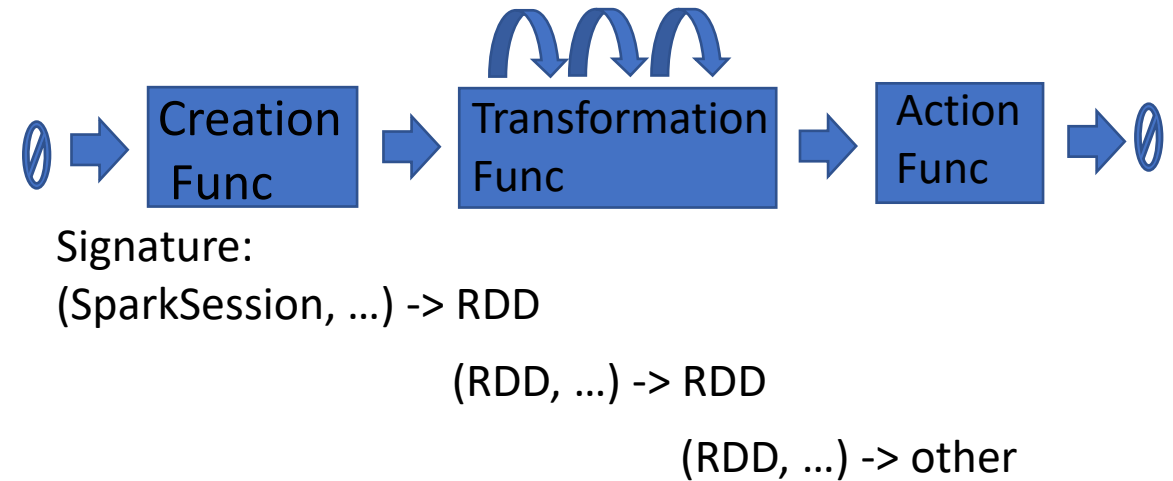 Creation
Func
Transformation
Func
Action
Func
Signature:
(SparkSession, …) -> RDD
(RDD, …) -> RDD
(RDD, …) -> other